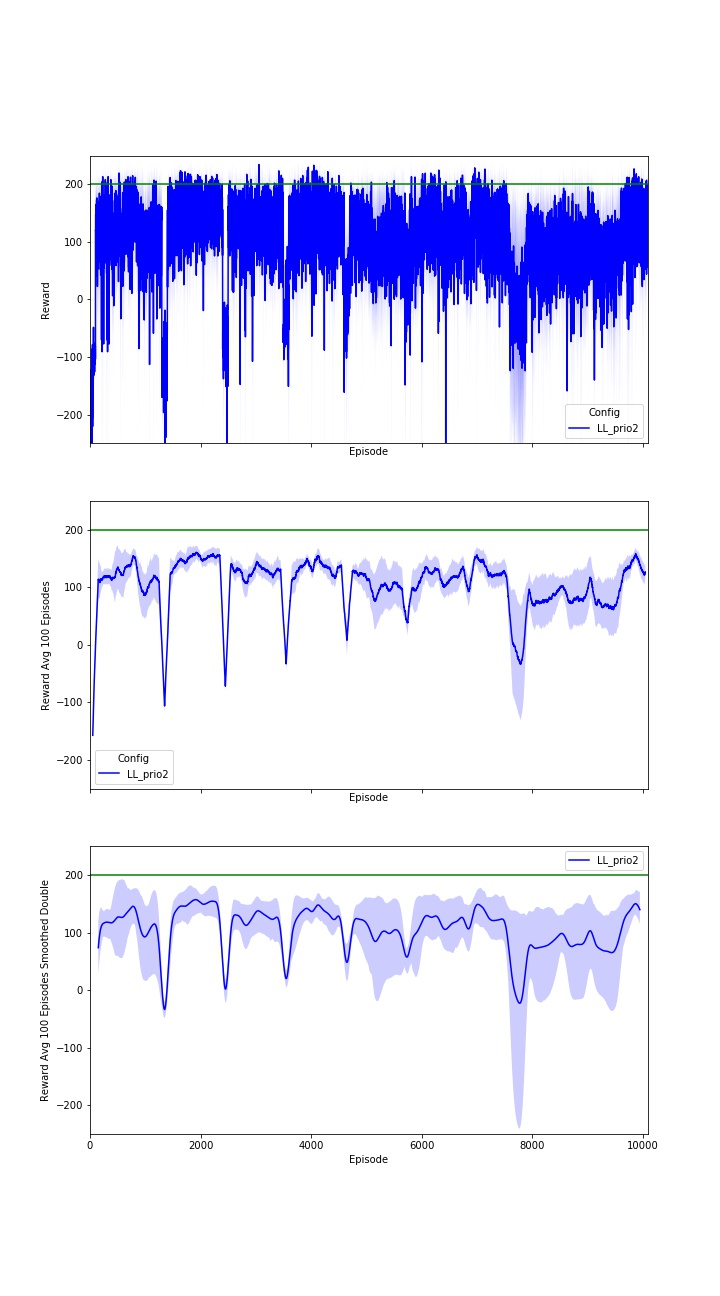 200
100
0
−100
−200
Reward
Config
LL_prio2
Episode
200
100
0
−100
−200
Reward Avg 100 Episodes
Config
LL_prio2
Episode
200
100
0
−100
−200
Reward Avg 100 Episodes Smoothed Double
LL_prio2
0 2000 4000 6000 8000 10000
Episode